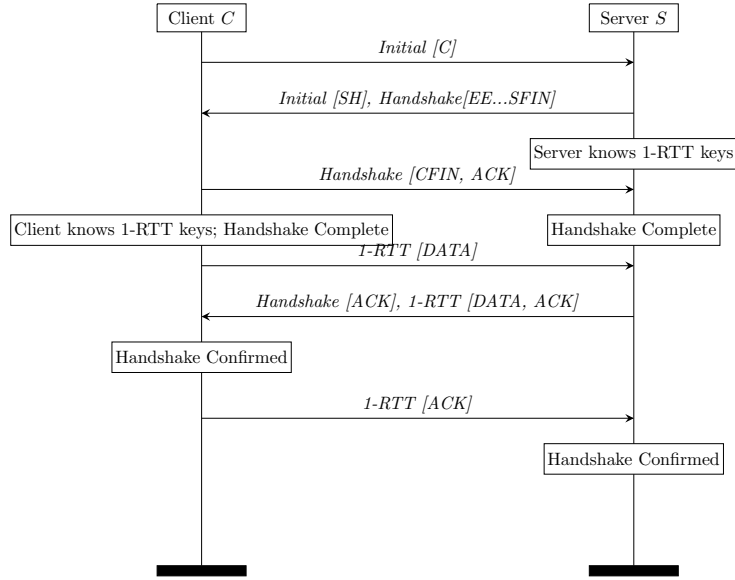 Client C
Server S
Initial [C]
Initial [SH], Handshake[EE...SFIN]
Server knows 1-RTT keys
Handshake [CFIN, ACK]
Client knows 1-RTT keys; Handshake Complete
Handshake Complete
1-RTT [DATA]
Handshake [ACK], 1-RTT [DATA, ACK]
Handshake Confirmed
1-RTT [ACK]
Handshake Confirmed